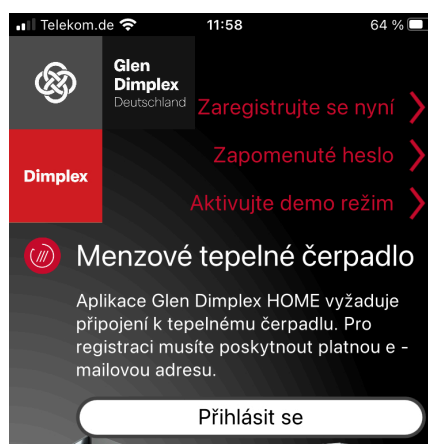 Telekom.de
11:58
64 %
Glen
Dimplex
Deutschland
Dimplex
Zaregistrujte se nyní
Zapomenuté heslo
Aktivujte demo režim
Menzové tepelné čerpadlo
Aplikace Glen Dimplex HOME vyžaduje
připojení k tepelnému čerpadlu. Pro
registraci musíte poskytnout platnou e -
mailovou adresu.
Přihlásit se